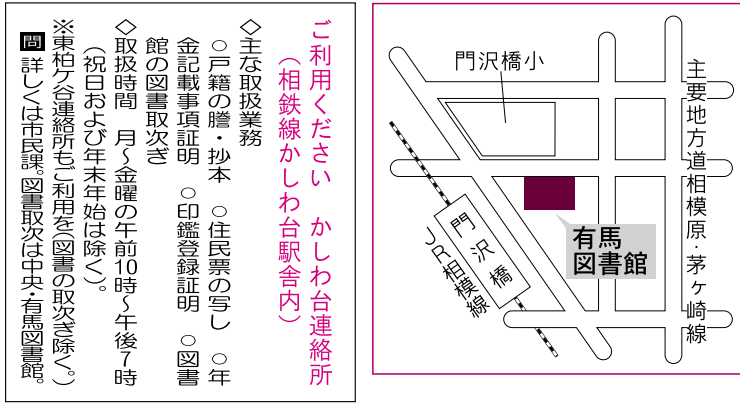 ご利用ください　かしわ台連絡所
（相鉄線かしわ台駅舎内）
◇主な取扱業務
○戸籍の謄・抄本　○住民票の写し　○年
金記載事項証明　○印鑑登録証明　○図書
館の図書取次ぎ
◇取扱時間　月〜金曜の午前10時〜午後7時
（祝日および年末年始は除く）。
※東柏ケ谷連絡所もご利用を（図書の取次ぎ除く。）
問 詳しくは市民課。図書取次は中央・有馬図書館。
門沢橋小
主要地方道相模原・茅ヶ崎線
有馬
図書館
門沢橋
JR相模線